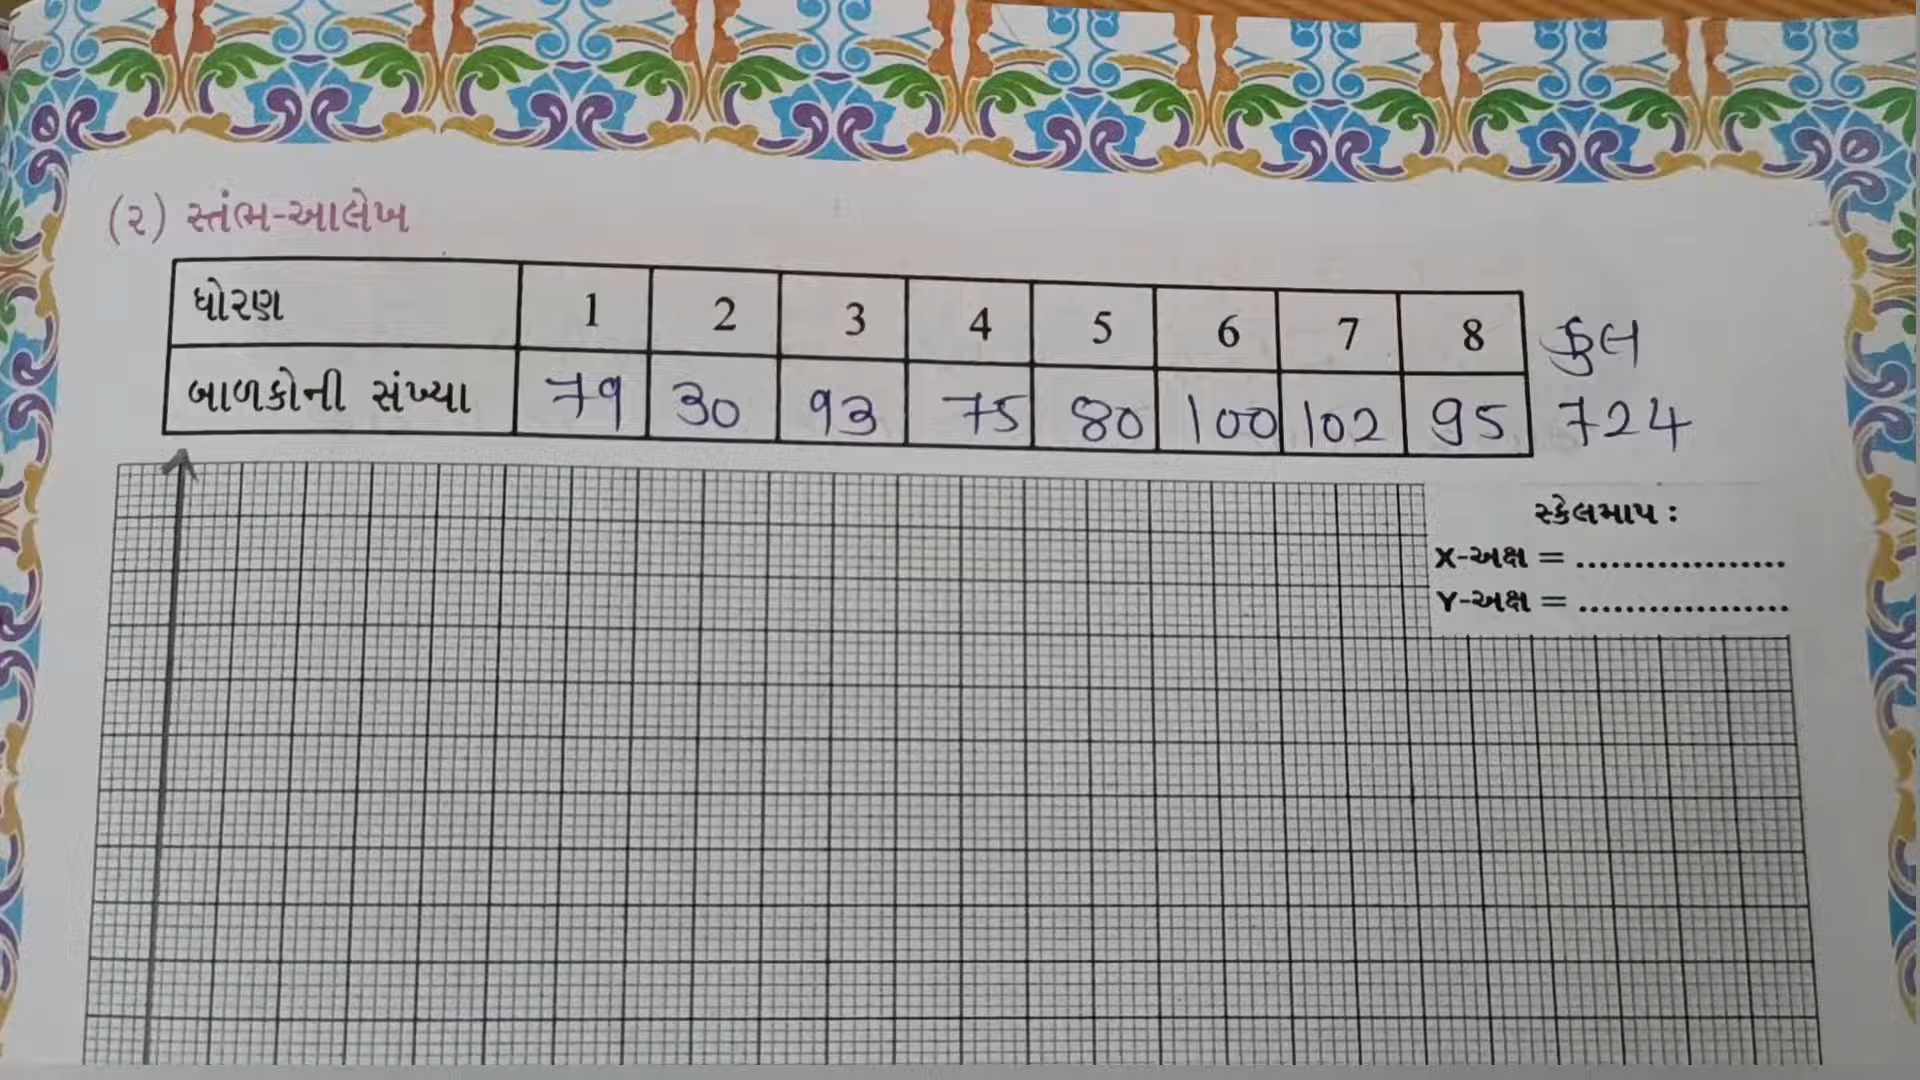 (૨) સ્તંભ-આલેખ
ધોરણ 1 2 3 4 5 6 7 8 કુલ
બાળકોની સંખ્યા 79 30 93 75 80 100 102 95 724
સ્કેલમાપ :
X-અક્ષ = ..................
Y-અક્ષ = ..................